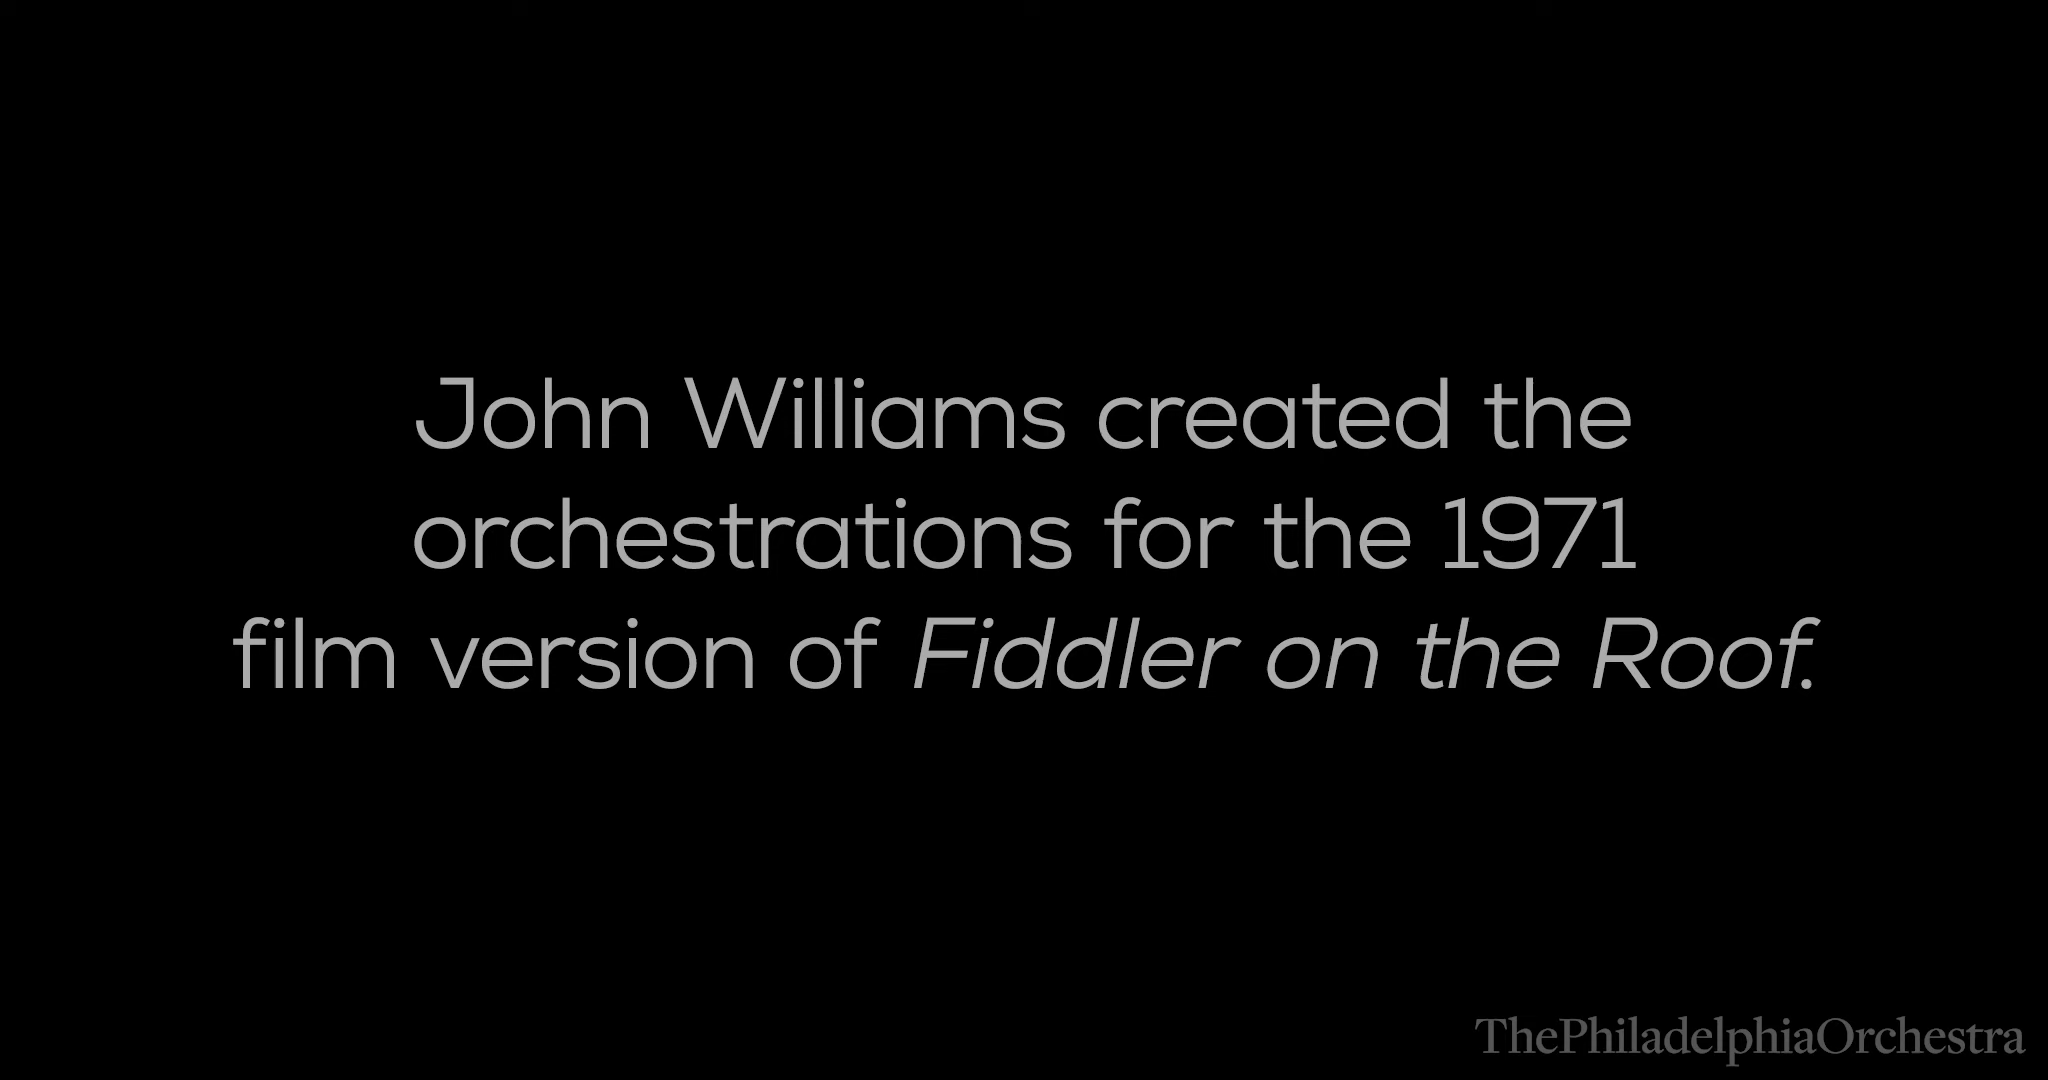 John Williams created the
orchestrations for the 1971
film version of Fiddler on the Roof.
ThePhiladelphiaOrchestra